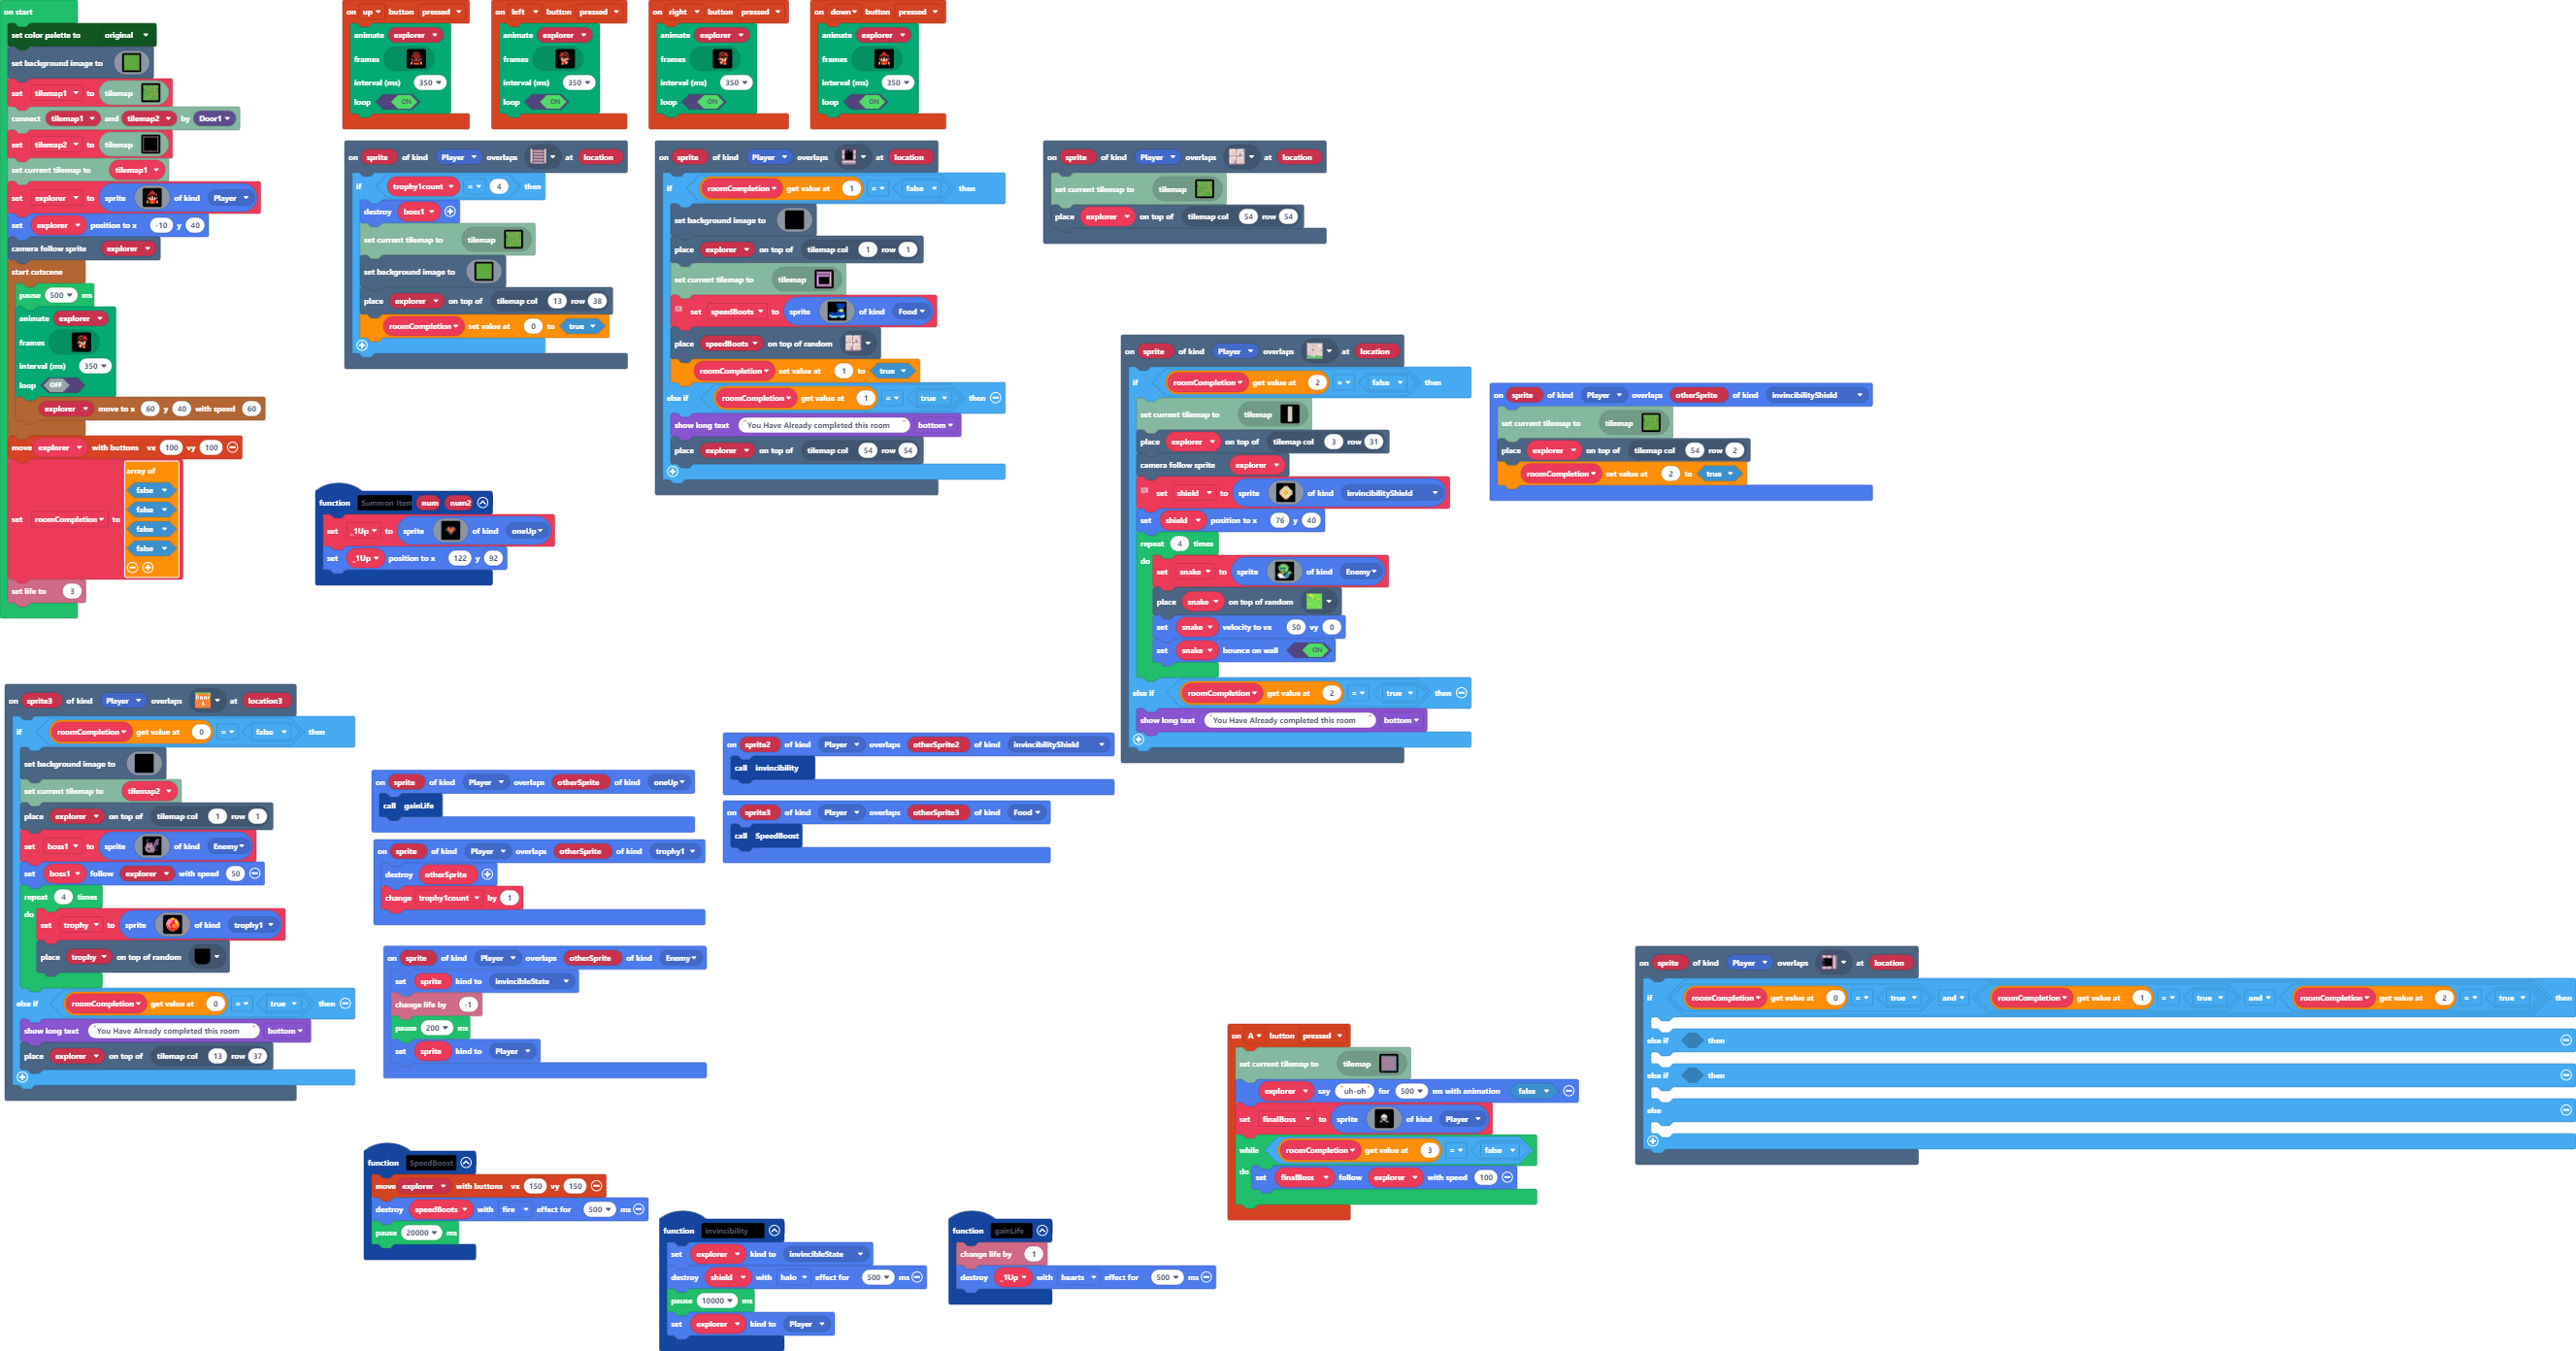 on start
set color palette to original
set background image to
set tilemap1 to tilemap
connect tilemap1 and tilemap2 by Door1
set tilemap2 to tilemap
set current tilemap to tilemap1
set explorer to sprite of kind Player
set explorer position to x -10 y 40
camera follow sprite explorer
start cutscene
pause 500 ms
animate explorer
frames
interval (ms) 350
loop OFF
explorer move to x 60 y 40 with speed 60
move explorer with buttons vx 100 vy 100
set roomCompletion to array of
false
false
false
false
set life to 3
on up button pressed
animate explorer
frames
interval (ms) 350
loop ON
on left button pressed
animate explorer
frames
interval (ms) 350
loop ON
on right button pressed
animate explorer
frames
interval (ms) 350
loop ON
on down button pressed
animate explorer
frames
interval (ms) 350
loop ON
on sprite of kind Player overlaps at location
if trophy1count = 4 then
destroy boss1
set current tilemap to tilemap
set background image to
place explorer on top of tilemap col 13 row 38
roomCompletion set value at 0 to true
on sprite of kind Player overlaps at location
if roomCompletion get value at 1 = false then
set background image to
place explorer on top of tilemap col 1 row 1
set current tilemap to tilemap
set speedBoots to sprite of kind Food
place speedBoots on top of random
roomCompletion set value at 1 to true
else if roomCompletion get value at 1 = true then
show long text "You Have Already completed this room" bottom
place explorer on top of tilemap col 54 row 54
on sprite of kind Player overlaps at location
set current tilemap to tilemap
place explorer on top of tilemap col 54 row 54
on sprite of kind Player overlaps at location
if roomCompletion get value at 2 = false then
set current tilemap to tilemap
place explorer on top of tilemap col 3 row 31
camera follow sprite explorer
set shield to sprite of kind invincibilityShield
set shield position to x 76 y 40
repeat 4 times
do set snake to sprite of kind Enemy
place snake on top of random
set snake velocity to vx 50 vy 0
set snake bounce on wall ON
else if roomCompletion get value at 2 = true then
show long text "You Have Already completed this room" bottom
on sprite of kind Player overlaps otherSprite of kind invincibilityShield
set current tilemap to tilemap
place explorer on top of tilemap col 54 row 2
roomCompletion set value at 2 to true
function Summon Item num num2
set _1Up to sprite of kind oneUp
set _1Up position to x 122 y 92
on sprite3 of kind Player overlaps Door 1 at location3
if roomCompletion get value at 0 = false then
set background image to
set current tilemap to tilemap2
place explorer on top of tilemap col 1 row 1
set boss1 to sprite of kind Enemy
set boss1 follow explorer with speed 50
repeat 4 times
do set trophy to sprite of kind trophy1
place trophy on top of random
else if roomCompletion get value at 0 = true then
show long text "You Have Already completed this room" bottom
place explorer on top of tilemap col 13 row 37
on sprite of kind Player overlaps otherSprite of kind oneUp
call gainLife
on sprite of kind Player overlaps otherSprite of kind trophy1
destroy otherSprite
change trophy1count by 1
on sprite of kind Player overlaps otherSprite of kind Enemy
set sprite kind to invincibleState
change life by -1
pause 200 ms
set sprite kind to Player
on sprite2 of kind Player overlaps otherSprite2 of kind invincibilityShield
call invincibility
on sprite3 of kind Player overlaps otherSprite3 of kind Food
call SpeedBoost
on A button pressed
set current tilemap to tilemap
explorer say "uh-oh" for 500 ms with animation false
set finalBoss to sprite of kind Player
while roomCompletion get value at 3 = false
do set finalBoss follow explorer with speed 100
on sprite of kind Player overlaps at location
if roomCompletion get value at 0 = true and roomCompletion get value at 1 = true and roomCompletion get value at 2 = true then
else if then
else if then
else
function SpeedBoost
move explorer with buttons vx 150 vy 150
destroy speedBoots with fire effect for 500 ms
pause 20000 ms
function invincibility
set explorer kind to invincibleState
destroy shield with halo effect for 500 ms
pause 10000 ms
set explorer kind to Player
function gainLife
change life by 1
destroy _1Up with hearts effect for 500 ms